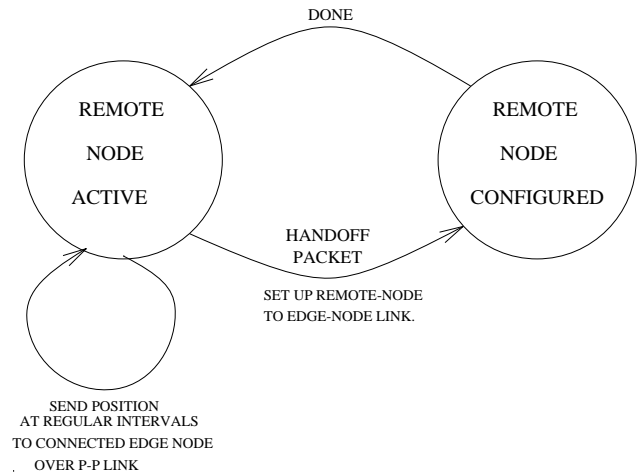 DONE
REMOTE
NODE
ACTIVE
REMOTE
NODE
CONFIGURED
HANDOFF
PACKET
SET UP REMOTE-NODE
TO EDGE-NODE LINK.
SEND POSITION
AT REGULAR INTERVALS
TO CONNECTED EDGE NODE
OVER P-P LINK